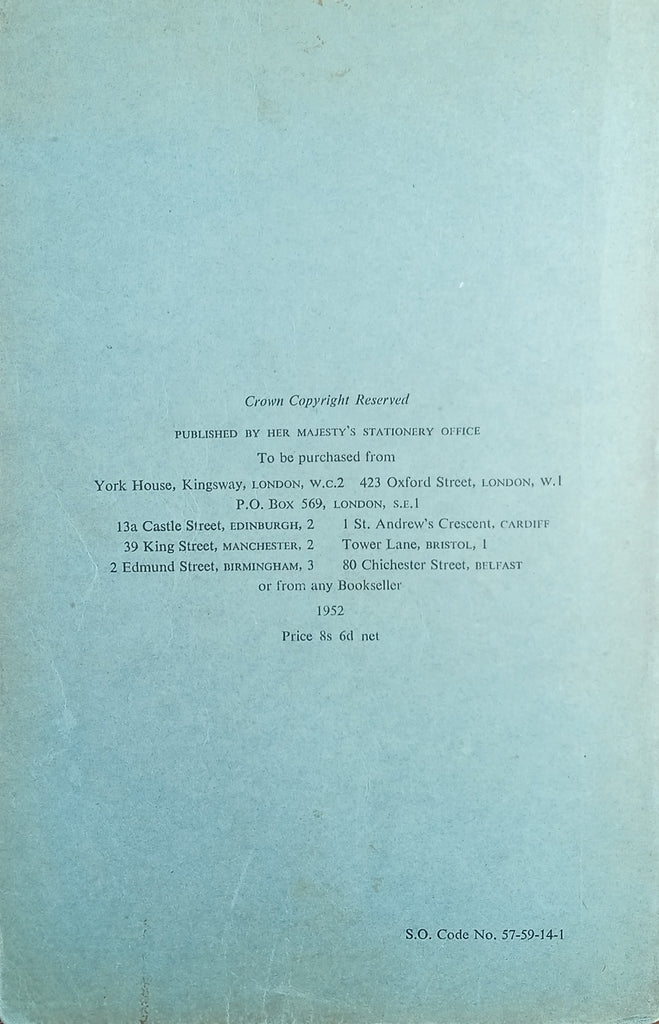 Crown Copyright Reserved
PUBLISHED BY HER MAJESTY'S STATIONERY OFFICE
To be purchased from
York House, Kingsway, LONDON, W.C.2 423 Oxford Street, LONDON, W.1
P.O. BOX 569, LONDON, S.E.1
13a Castle Street, EDINBURGH, 2 1 St. Andrew's Crescent, CARDIFF
39 King Street, MANCHESTER, 2 Tower Lane, BRISTOL, 1
2 Edmund Street, BIRMINGHAM, 3 80 Chichester Street, BELFAST
or from any Bookseller
1952
Price 8s 6d net
S.O. Code No. 57-59-14-1